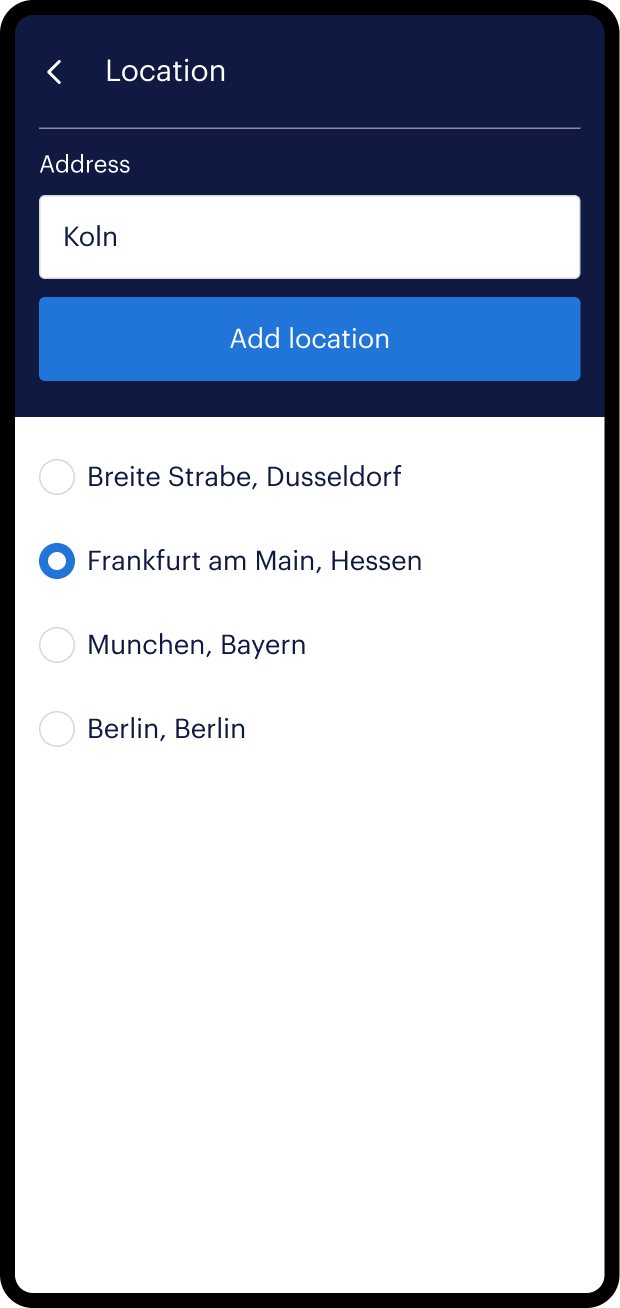 Location
Address
Koln
Add location
Breite Strabe, Dusseldorf
Frankfurt am Main, Hessen
Munchen, Bayern
Berlin, Berlin